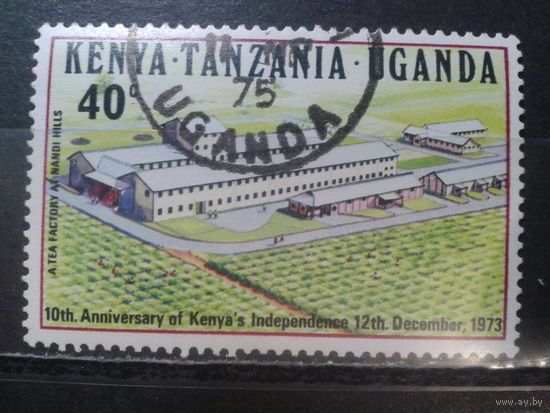 KENYA·TANZANIA·UGANDA
40c
75
UGANDA
A TEA FACTORY AT NANDI HILLS
10th. Anniversary of Kenya's Independence 12th. December, 1973
www.ay.by